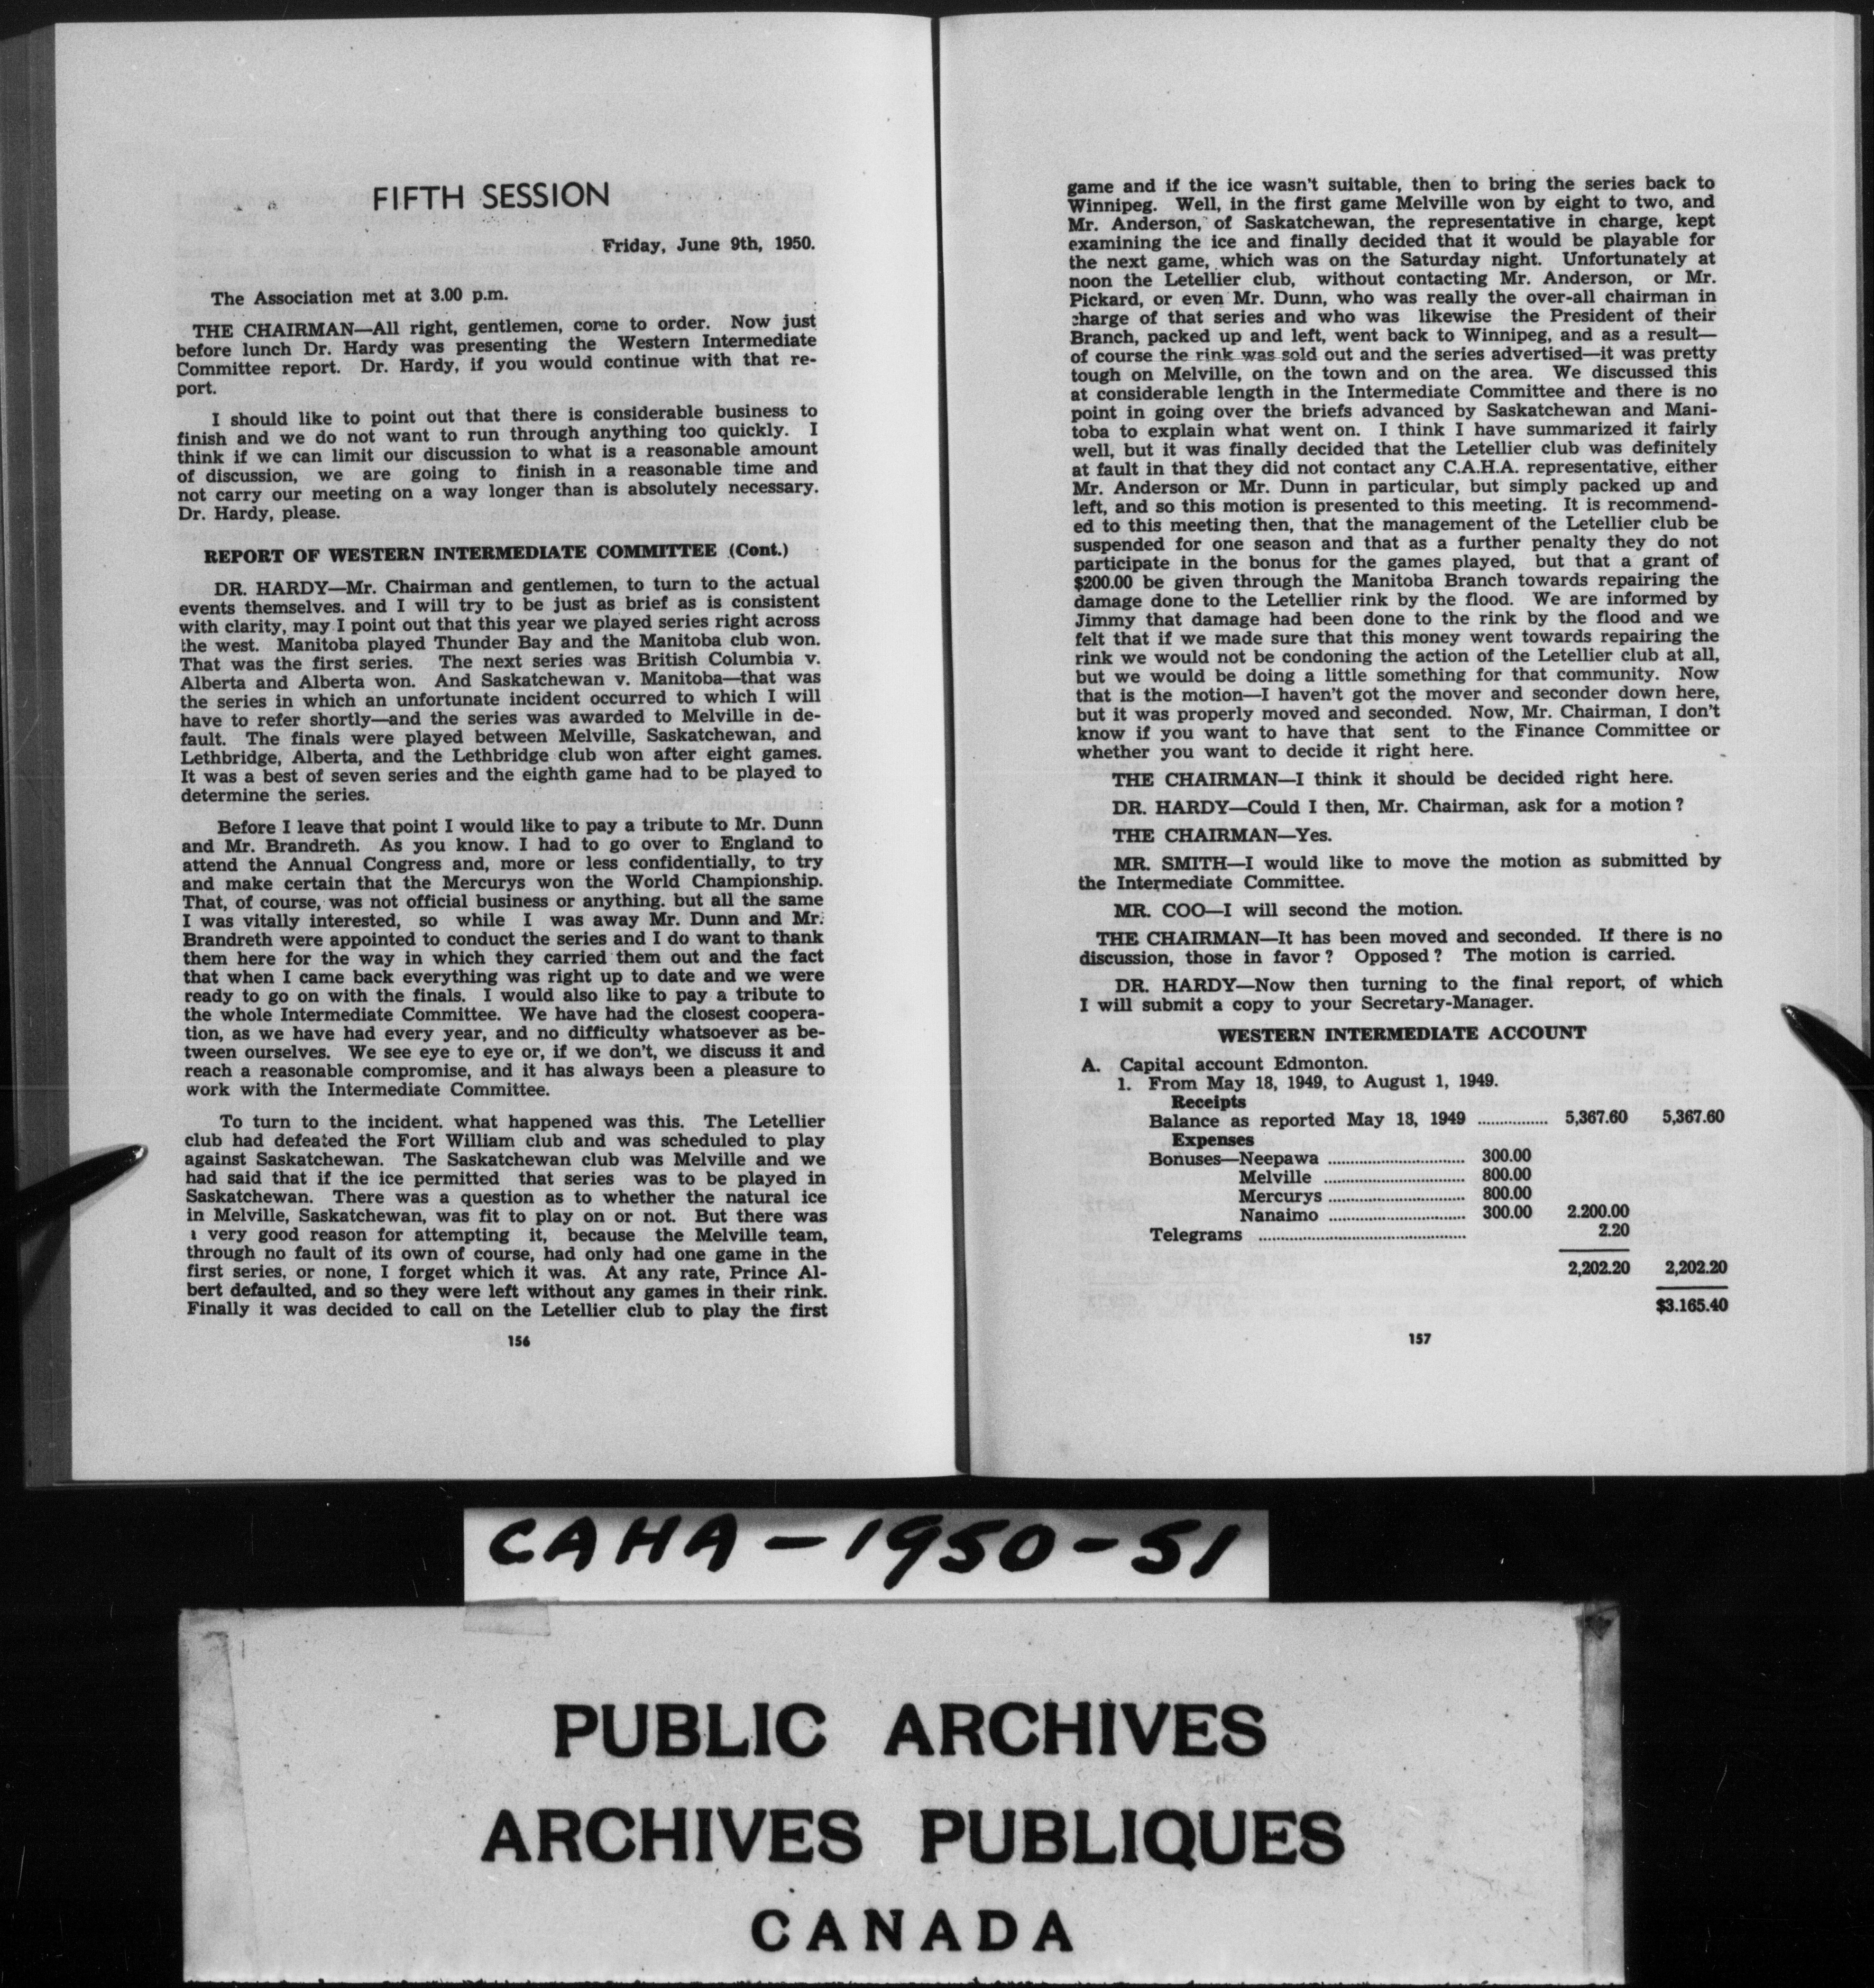 FIFTH SESSION
Friday, June 9th, 1950.
The Association met at 3.00 p.m.
THE CHAIRMAN—All right, gentlemen, come to order. Now just
before lunch Dr. Hardy was presenting the Western Intermediate
Committee report. Dr. Hardy, if you would continue with that re-
port.
I should like to point out that there is considerable business to
finish and we do not want to run through anything too quickly. I
think if we can limit our discussion to what is a reasonable amount
of discussion, we are going to finish in a reasonable time and
not carry our meeting on a way longer than is absolutely necessary.
Dr. Hardy, please.
REPORT OF WESTERN INTERMEDIATE COMMITTEE (Cont.)
DR. HARDY—Mr. Chairman and gentlemen, to turn to the actual
events themselves. and I will try to be just as brief as is consistent
with clarity, may I point out that this year we played series right across
the west. Manitoba played Thunder Bay and the Manitoba club won.
That was the first series. The next series was British Columbia v.
Alberta and Alberta won. And Saskatchewan v. Manitoba—that was
the series in which an unfortunate incident occurred to which I will
have to refer shortly—and the series was awarded to Melville in de-
fault. The finals were played between Melville, Saskatchewan, and
Lethbridge, Alberta, and the Lethbridge club won after eight games.
It was a best of seven series and the eighth game had to be played to
determine the series.
Before I leave that point I would like to pay a tribute to Mr. Dunn
and Mr. Brandreth. As you know. I had to go over to England to
attend the Annual Congress and, more or less confidentially, to try
and make certain that the Mercurys won the World Championship.
That, of course, was not official business or anything. but all the same
I was vitally interested, so while I was away Mr. Dunn and Mr.
Brandreth were appointed to conduct the series and I do want to thank
them here for the way in which they carried them out and the fact
that when I came back everything was right up to date and we were
ready to go on with the finals. I would also like to pay a tribute to
the whole Intermediate Committee. We have had the closest coopera-
tion, as we have had every year, and no difficulty whatsoever as be-
tween ourselves. We see eye to eye or, if we don't, we discuss it and
reach a reasonable compromise, and it has always been a pleasure to
work with the Intermediate Committee.
To turn to the incident. what happened was this. The Letellier
club had defeated the Fort William club and was scheduled to play
against Saskatchewan. The Saskatchewan club was Melville and we
had said that if the ice permitted that series was to be played in
Saskatchewan. There was a question as to whether the natural ice
in Melville, Saskatchewan, was fit to play on or not. But there was
a very good reason for attempting it, because the Melville team,
through no fault of its own of course, had only had one game in the
first series, or none, I forget which it was. At any rate, Prince Al-
bert defaulted, and so they were left without any games in their rink.
Finally it was decided to call on the Letellier club to play the first
156
game and if the ice wasn't suitable, then to bring the series back to
Winnipeg. Well, in the first game Melville won by eight to two, and
Mr. Anderson, of Saskatchewan, the representative in charge, kept
examining the ice and finally decided that it would be playable for
the next game, which was on the Saturday night. Unfortunately at
noon the Letellier club, without contacting Mr. Anderson, or Mr.
Pickard, or even Mr. Dunn, who was really the over-all chairman in
charge of that series and who was likewise the President of their
Branch, packed up and left, went back to Winnipeg, and as a result—
of course the rink was sold out and the series advertised—it was pretty
tough on Melville, on the town and on the area. We discussed this
at considerable length in the Intermediate Committee and there is no
point in going over the briefs advanced by Saskatchewan and Mani-
toba to explain what went on. I think I have summarized it fairly
well, but it was finally decided that the Letellier club was definitely
at fault in that they did not contact any C.A.H.A. representative, either
Mr. Anderson or Mr. Dunn in particular, but simply packed up and
left, and so this motion is presented to this meeting. It is recommend-
ed to this meeting then, that the management of the Letellier club be
suspended for one season and that as a further penalty they do not
participate in the bonus for the games played, but that a grant of
$200.00 be given through the Manitoba Branch towards repairing the
damage done to the Letellier rink by the flood. We are informed by
Jimmy that damage had been done to the rink by the flood and we
felt that if we made sure that this money went towards repairing the
rink we would not be condoning the action of the Letellier club at all,
but we would be doing a little something for that community. Now
that is the motion—I haven't got the mover and seconder down here,
but it was properly moved and seconded. Now, Mr. Chairman, I don't
know if you want to have that sent to the Finance Committee or
whether you want to decide it right here.
THE CHAIRMAN—I think it should be decided right here.
DR. HARDY—Could I then, Mr. Chairman, ask for a motion?
THE CHAIRMAN—Yes.
MR. SMITH—I would like to move the motion as submitted by
the Intermediate Committee.
MR. COO—I will second the motion.
THE CHAIRMAN—It has been moved and seconded. If there is no
discussion, those in favor? Opposed? The motion is carried.
DR. HARDY—Now then turning to the final report, of which
I will submit a copy to your Secretary-Manager.
WESTERN INTERMEDIATE ACCOUNT
A. Capital account Edmonton.
1. From May 18, 1949, to August 1, 1949.
Receipts
Balance as reported May 18, 1949 ............... 5,367.60 5,367.60
Expenses
Bonuses—Neepawa .............................. 300.00
Melville .............................. 800.00
Mercurys .............................. 800.00
Nanaimo .............................. 300.00 2.200.00
Telegrams .............................. 2.20
2,202.20 2,202.20
$3.165.40
157
CAHA-1950-51
PUBLIC ARCHIVES
ARCHIVES PUBLIQUES
CANADA